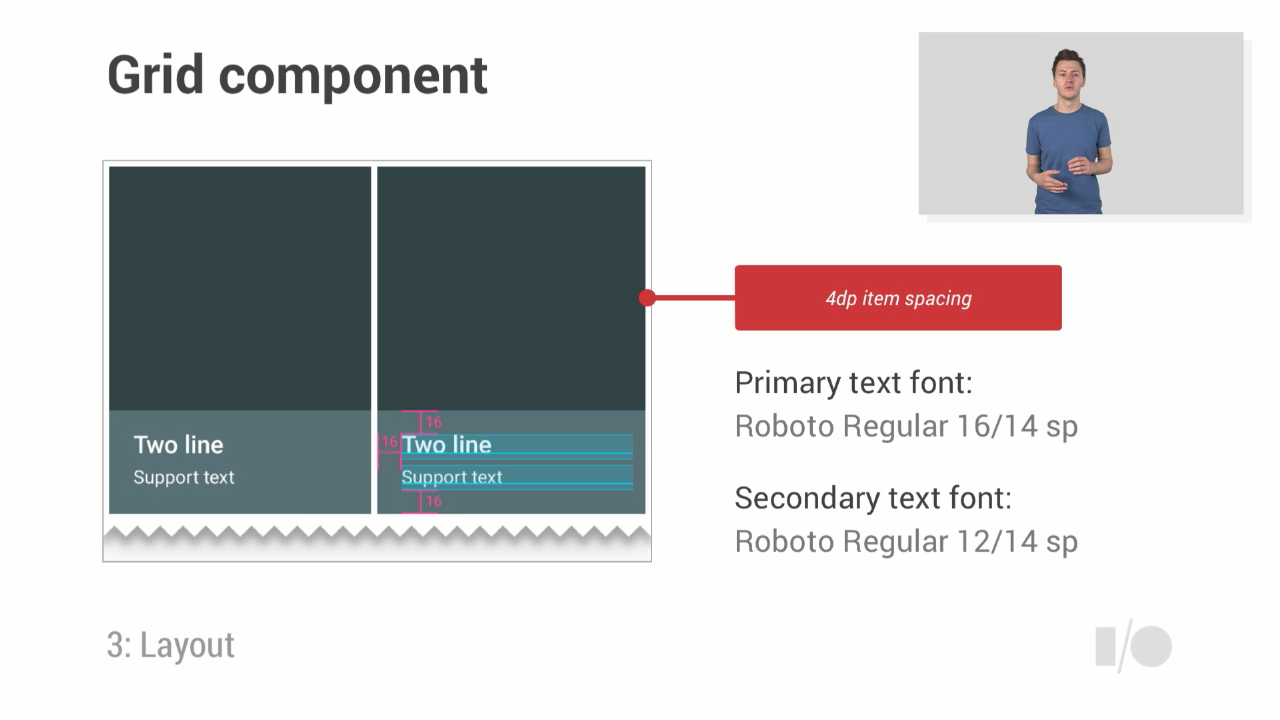 Grid component
4dp item spacing
Primary text font:
Roboto Regular 16/14 sp
16
Two line
16
Two line
Support text
Support text
16
Secondary text font:
Roboto Regular 12/14 sp
3: Layout
I/O